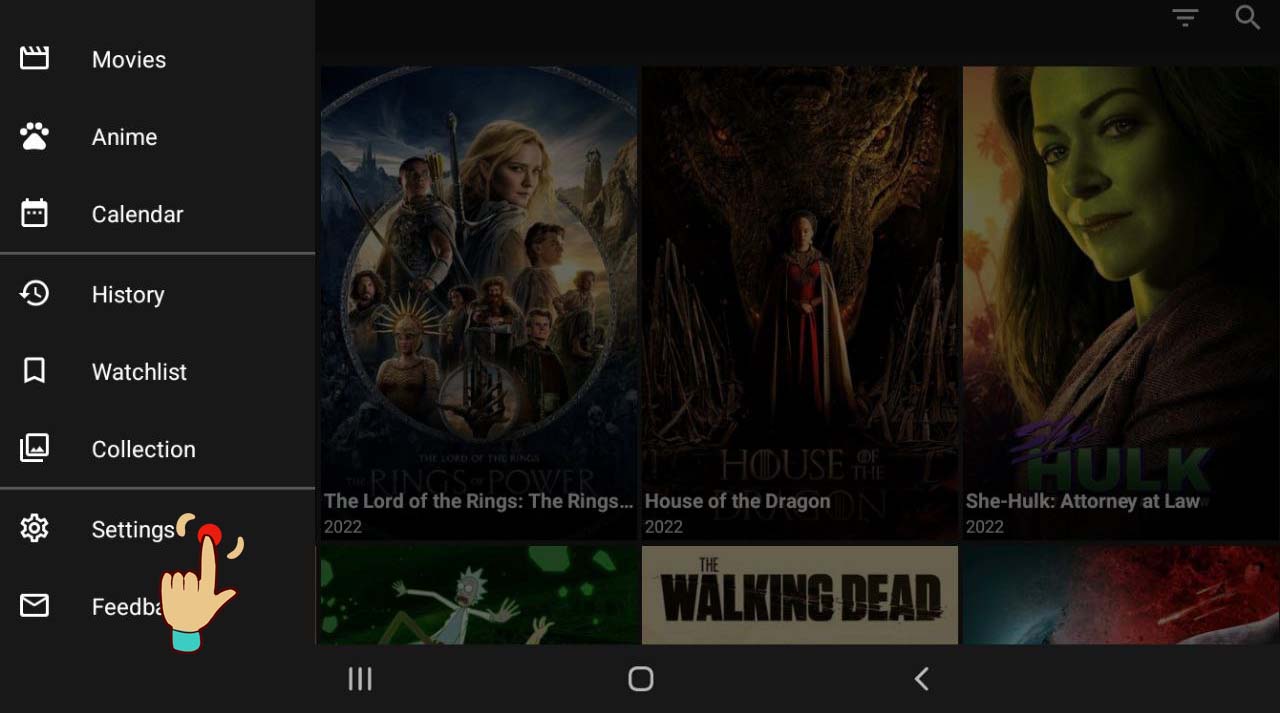 Movies
Anime
Calendar
History
Watchlist
Collection
Settings
Feedba
THE LORD OF THE RINGS
THE RINGS OF POWER
The Lord of the Rings: The Rings...
2022
HOUSE OF THE
DRAGON
House of the Dragon
2022
She
HULK
She-Hulk: Attorney at Law
2022
THE
WALKING DEAD